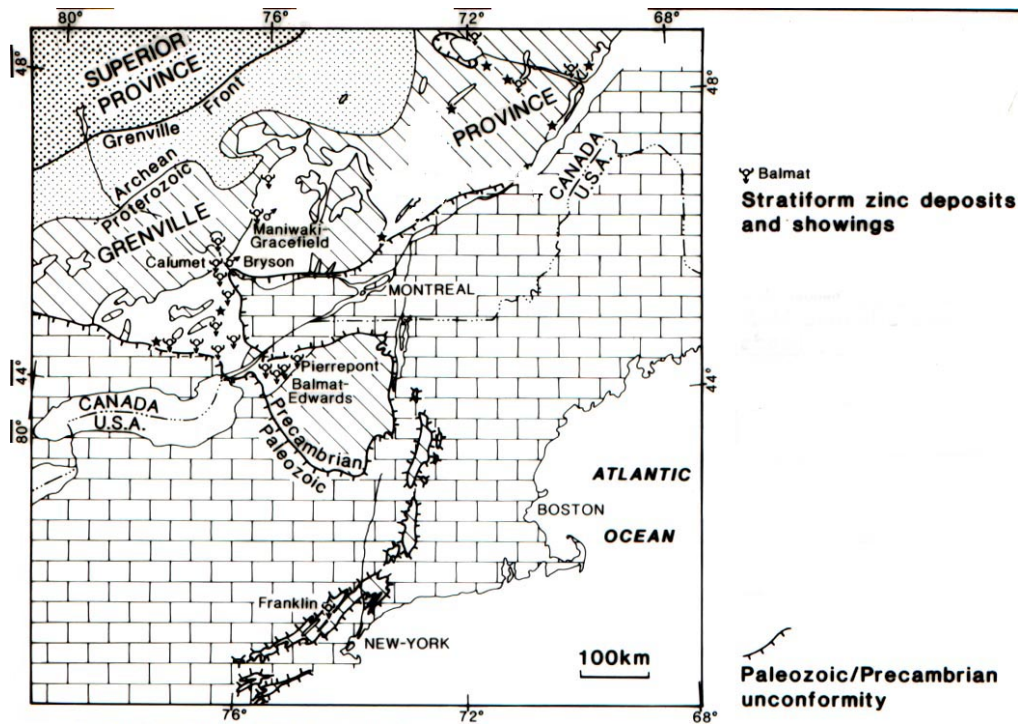 80°
76°
72°
68°
48°
48°
SUPERIOR
PROVINCE
Grenville
Front
Archean
Proterozoic
GRENVILLE
PROVINCE
CANADA
U.S.A.
Maniwaki-
Gracefield
Calumet
Bryson
MONTREAL
Pierrepont
Balmat-
Edwards
44°
44°
CANADA
U.S.A.
80°
Precambrian
Paleozoic
ATLANTIC
OCEAN
BOSTON
Franklin
NEW-YORK
100km
76°
72°
68°
Balmat
Stratiform zinc deposits
and showings
Paleozoic/Precambrian
unconformity